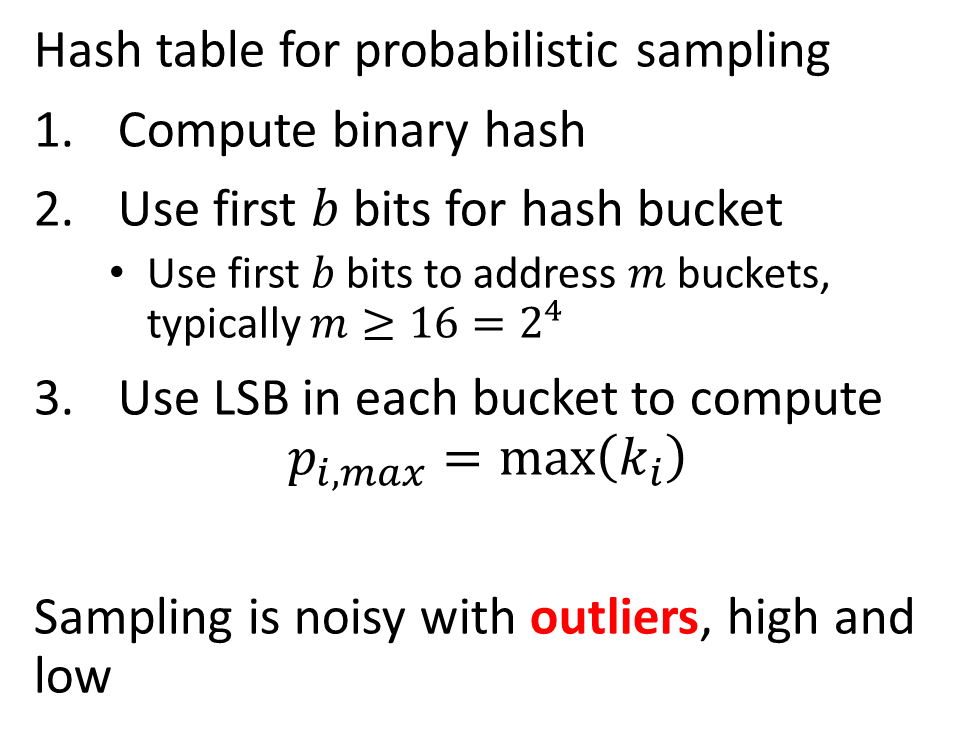 Hash table for probabilistic sampling
1. Compute binary hash
2. Use first 𝑏 bits for hash bucket
• Use first 𝑏 bits to address 𝑚 buckets,
typically 𝑚 ≥ 16 = 2⁴
3. Use LSB in each bucket to compute
𝑝ᵢ,ₘₐₓ = max(𝑘ᵢ)
Sampling is noisy with outliers, high and
low